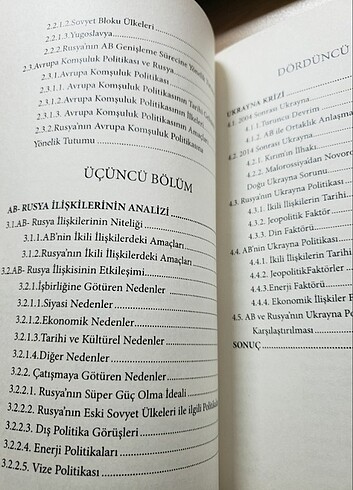 2.2.1.2.Sovyet Bloku Ülkeleri
2.2.1.3.Yugoslavya
2.2.2.Rusya'nın AB Genişleme Sürecine Yönelik
2.3.Avrupa Komşuluk Politikası ve Rusya
2.3.1.Avrupa Komşuluk Politikası
2.3.1.1. Avrupa Komşuluk Politikasının Tarihi
2.3.1.2. Avrupa Komşuluk Politikasının İlkeleri
2.3.1.3. Avrupa Komşuluk Politikasının Amaçları
2.3.2.Rusya'nın Avrupa Komşuluk Politikasına
Yönelik Tutumu
ÜÇÜNCÜ BÖLÜM
AB- RUSYA İLİŞKİLERİNİN ANALİZİ
3.1.AB- Rusya İlişkilerinin Niteliği
3.1.1.AB'nin İkili İlişkilerdeki Amaçları
3.1.2.Rusya'nın İkili İlişkilerdeki Amaçları
3.2.AB- Rusya İlişkisinin Etkileşimi
3.2.1.İşbirliğine Götüren Nedenler
3.2.1.1.Siyasi Nedenler
3.2.1.2.Ekonomik Nedenler
3.2.1.3.Tarihi ve Kültürel Nedenler
3.2.1.4.Diğer Nedenler
3.2.2. Çatışmaya Götüren Nedenler
3.2.2.1. Rusya'nın Süper Güç Olma İdeali
3.2.2.2. Rusya'nın Eski Sovyet Ülkeleri ile ilgili
3.2.2.3. Dış Politika Görüşleri
3.2.2.4. Enerji Politikaları
3.2.2.5. Vize Politikası
DÖRDÜNCÜ
UKRAYNA KRİZİ
4.1. 2004 Sonrası Ukrayna
4.1.1. Turuncu Devrim
4.1.2. AB ile Ortaklık Anlaşma
4.2. 2014 Sonrası Ukrayna
4.2.1. Kırım'ın İlhakı
4.2.2. Malorossiya'dan Novoro
Doğu Ukrayna Sorunu
4.3. Rusya'nın Ukrayna Politikası
4.3.1. İkili İlişkilerin Tarihi
4.3.2. Jeopolitik Faktör
4.3.3. Din Faktörü
4.4. AB'nin Ukrayna Politikası
4.4.1. İkili İlişkilerin Tarihi
4.4.2. JeopolitikFaktörler
4.4.3.Enerji Faktörü
4.4.4. Ekonomik İlişkiler F
4.5. AB ve Rusya'nın Ukrayna Pol
Karşılaştırılması
SONUÇ